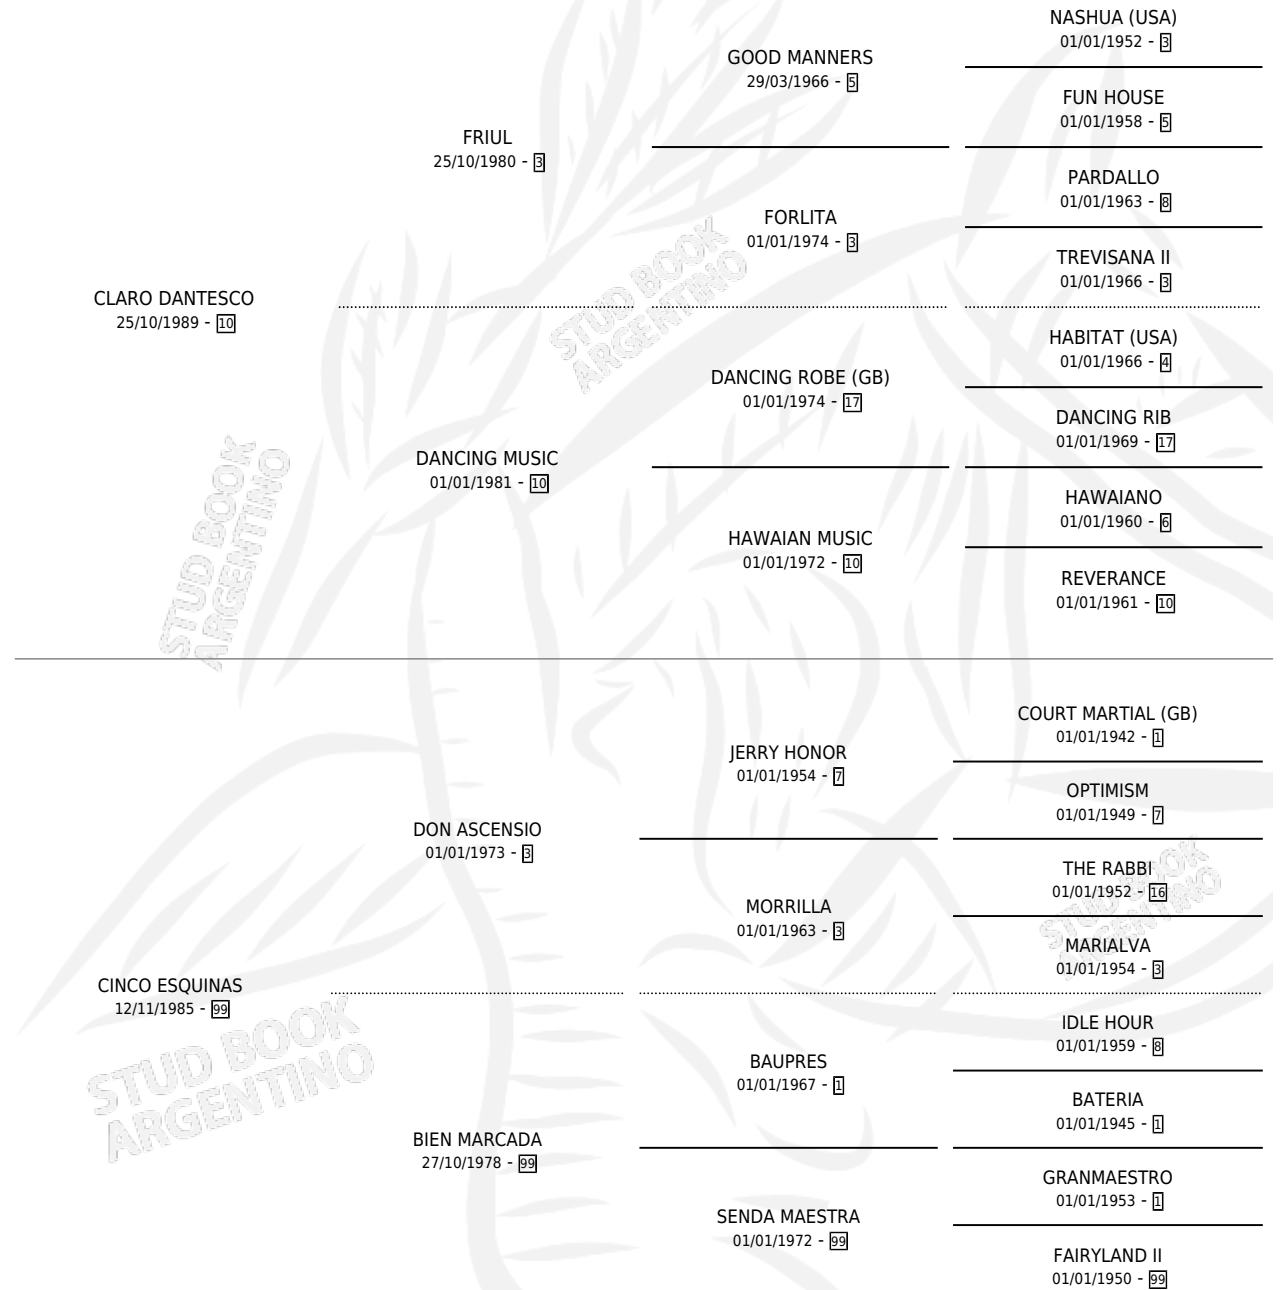 NASHUA (USA)
01/01/1952 - 3
GOOD MANNERS
29/03/1966 - 5
FUN HOUSE
01/01/1958 - 5
FRIUL
25/10/1980 - 3
PARDALLO
01/01/1963 - 8
FORLITA
01/01/1974 - 3
TREVISANA II
01/01/1966 - 3
CLARO DANTESCO
25/10/1989 - 10
HABITAT (USA)
01/01/1966 - 4
DANCING ROBE (GB)
01/01/1974 - 17
DANCING RIB
01/01/1969 - 17
DANCING MUSIC
01/01/1981 - 10
HAWAIANO
01/01/1960 - 6
HAWAIAN MUSIC
01/01/1972 - 10
REVERANCE
01/01/1961 - 10
COURT MARTIAL (GB)
01/01/1942 - 1
JERRY HONOR
01/01/1954 - 7
OPTIMISM
01/01/1949 - 7
DON ASCENSIO
01/01/1973 - 3
THE RABBI
01/01/1952 - 16
MORRILLA
01/01/1963 - 3
MARIALVA
01/01/1954 - 3
CINCO ESQUINAS
12/11/1985 - 99
IDLE HOUR
01/01/1959 - 8
BAUPRES
01/01/1967 - 1
BATERIA
01/01/1945 - 1
BIEN MARCADA
27/10/1978 - 99
GRANMAESTRO
01/01/1953 - 1
SENDA MAESTRA
01/01/1972 - 99
FAIRYLAND II
01/01/1950 - 99
STUD BOOK
ARGENTINO
STUD BOOK
ARGENTINO
STUD BOOK
ARGENTINO
STUD BOOK
ARGENTINO